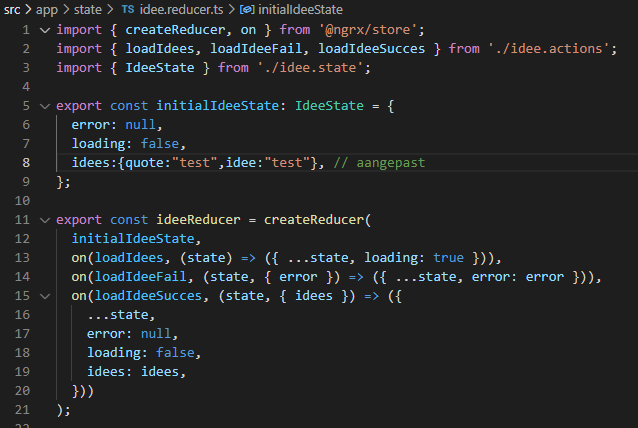 src > app > state > TS idee.reducer.ts > initialIdeeState
1 import { createReducer, on } from '@ngrx/store';
2 import { loadIdees, loadIdeeFail, loadIdeeSucces } from './idee.actions';
3 import { IdeeState } from './idee.state';
4
5 export const initialIdeeState: IdeeState = {
6   error: null,
7   loading: false,
8   idees:{quote:"test",idee:"test"}, // aangepast
9 };
10
11 export const ideeReducer = createReducer(
12   initialIdeeState,
13   on(loadIdees, (state) => ({ ...state, loading: true })),
14   on(loadIdeeFail, (state, { error }) => ({ ...state, error: error })),
15   on(loadIdeeSucces, (state, { idees }) => ({
16     ...state,
17     error: null,
18     loading: false,
19     idees: idees,
20   }))
21 );